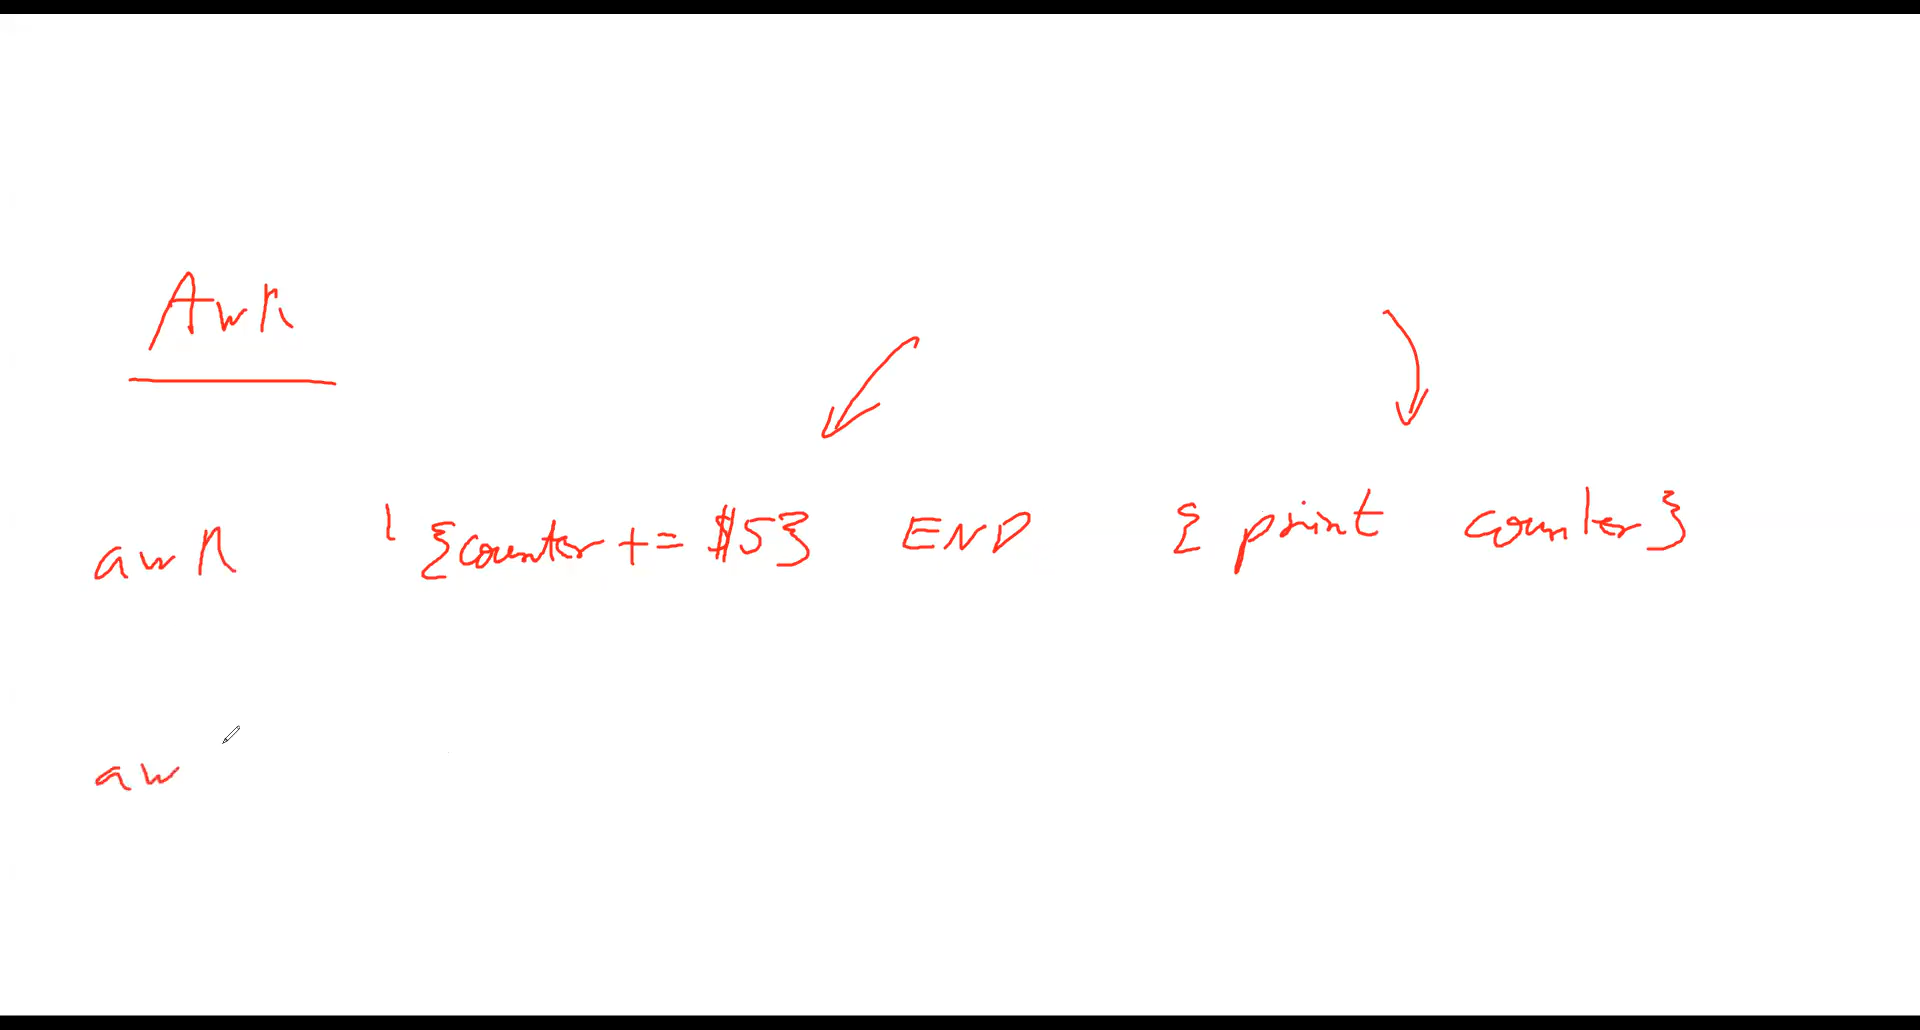 Awk
awk '{counter += $5} END { print counter}
aw